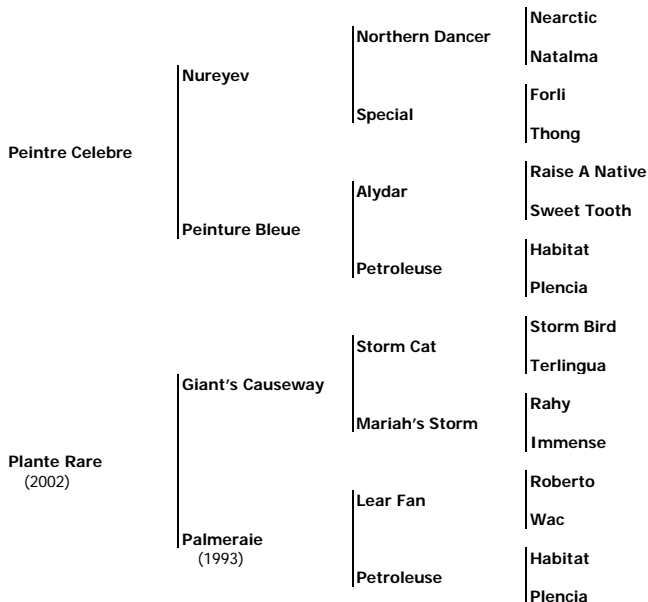 Nearctic
Northern Dancer
Natalma
Nureyev
Forli
Special
Thong
Peintre Celebre
Raise A Native
Alydar
Sweet Tooth
Peinture Bleue
Habitat
Petroleuse
Plencia
Storm Bird
Storm Cat
Terlingua
Giant's Causeway
Rahy
Mariah's Storm
Immense
Plante Rare
(2002)
Roberto
Lear Fan
Wac
Palmeraie
(1993)
Habitat
Petroleuse
Plencia